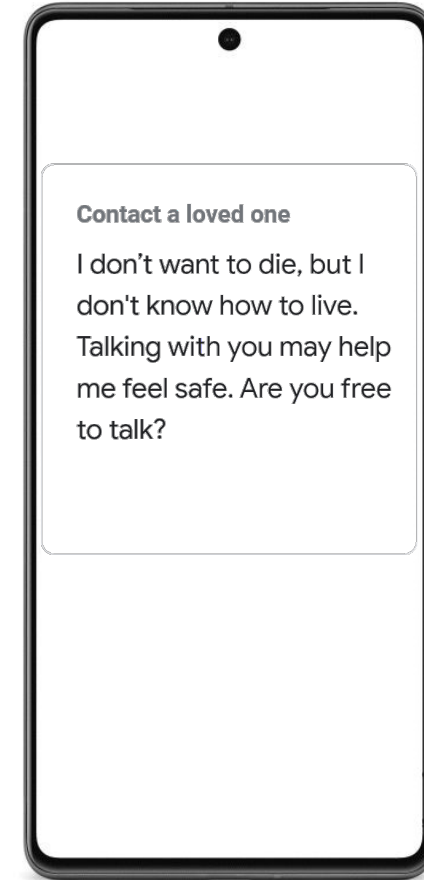 Contact a loved one
I don’t want to die, but I
don't know how to live.
Talking with you may help
me feel safe. Are you free
to talk?